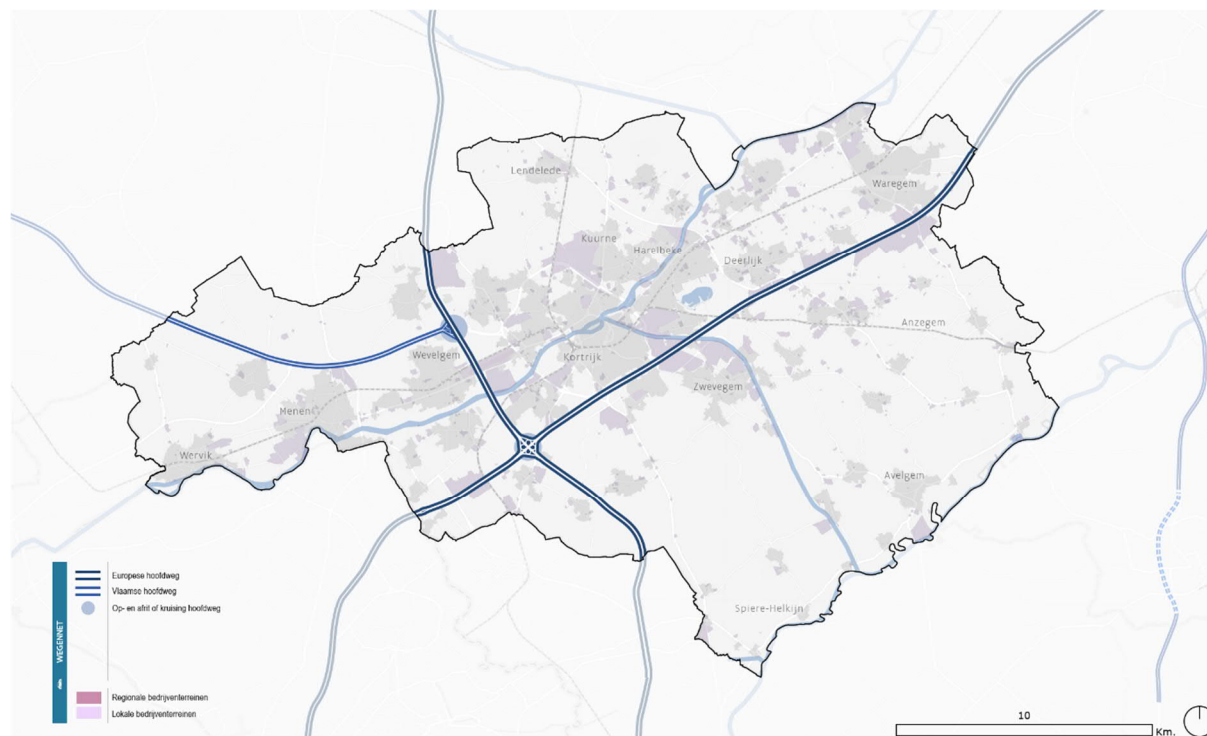 Lendelede
Waregem
Kuurne
Harelbeke
Deerlijk
Anzegem
Wevelgem
Kortrijk
Zwevegem
Menen
Wervik
Avelgem
Spiere-Helkijn
WEGENNET
Europese hoofdweg
Vlaamse hoofdweg
Op- en afrit of kruising hoofdweg
Regionale bedrijventerreinen
Lokale bedrijventerreinen
10
Km.